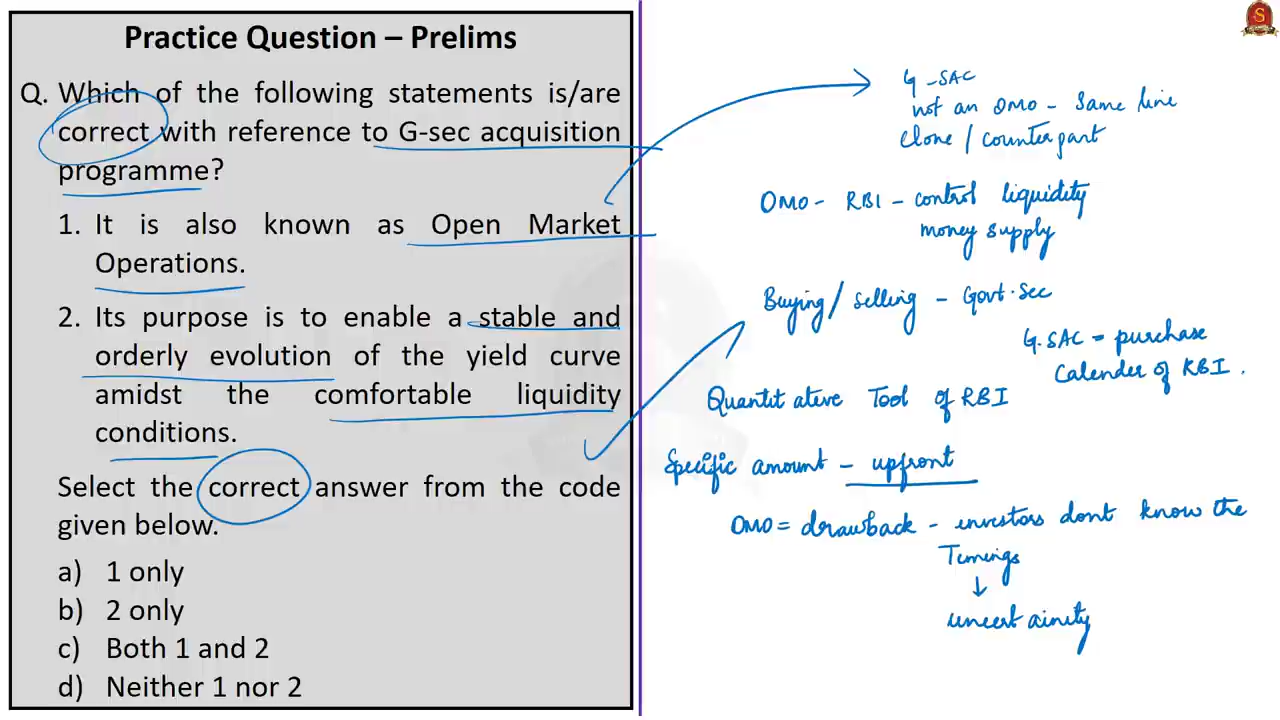 Practice Question – Prelims
Q. Which of the following statements is/are
correct with reference to G-sec acquisition
programme?
1. It is also known as Open Market
Operations.
2. Its purpose is to enable a stable and
orderly evolution of the yield curve
amidst the comfortable liquidity
conditions.
Select the correct answer from the code
given below.
a) 1 only
b) 2 only
c) Both 1 and 2
d) Neither 1 nor 2
G-SAC
not an OMO - Same line
clone / counterpart
OMO - RBI - control liquidity
money supply
Buying / selling - Govt. Sec
G.SAC = purchase
Calender of RBI.
Quantitative Tool of RBI
Specific amount - upfront
OMO = drawback - investors dont know the
Timings
↓
uncertainity